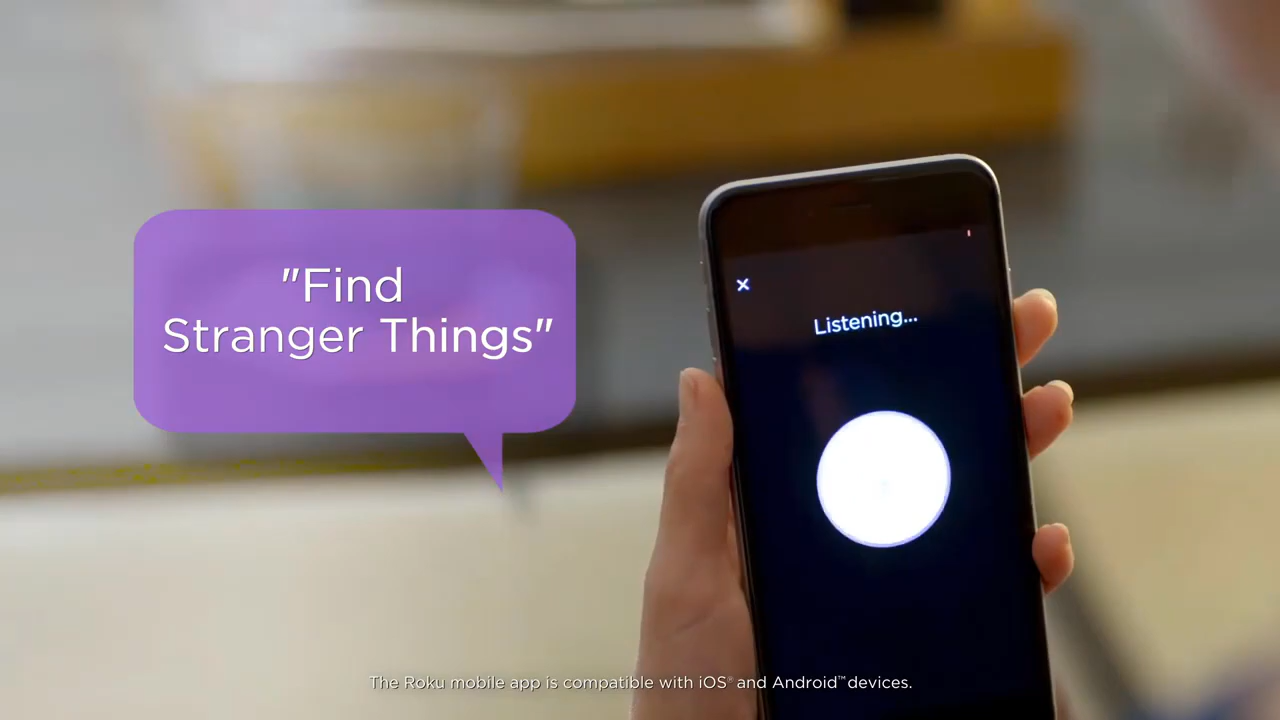 "Find
Stranger Things"
Listening...
The Roku mobile app is compatible with iOS® and Android™ devices.